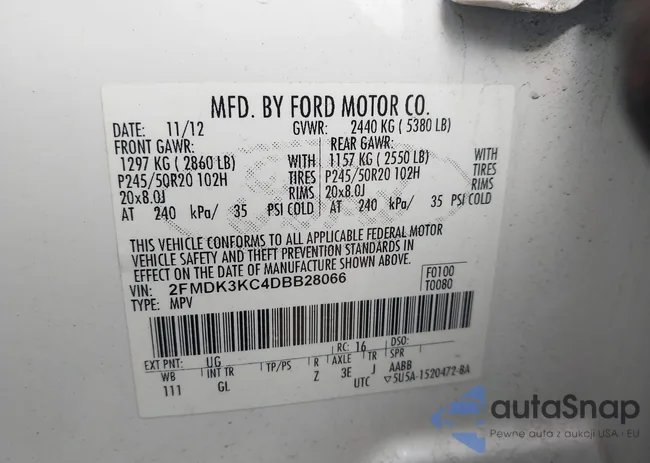 MFD. BY FORD MOTOR CO.
DATE: 11/12 GVWR: 2440 KG ( 5380 LB)
FRONT GAWR: REAR GAWR:
1297 KG ( 2860 LB) WITH 1157 KG ( 2550 LB) WITH
P245/50R20 102H TIRES P245/50R20 102H TIRES
20x8.0J RIMS 20x8.0J RIMS
AT 240 kPa/ 35 PSI COLD AT 240 kPa/ 35 PSI COLD
THIS VEHICLE CONFORMS TO ALL APPLICABLE FEDERAL MOTOR
VEHICLE SAFETY AND THEFT PREVENTION STANDARDS IN
EFFECT ON THE DATE OF MANUFACTURE SHOWN ABOVE.
VIN: 2FMDK3KC4DBB28066 F0100
TYPE: MPV T0080
EXT PNT: UG RC: 16 DSO:
WB INT TR TP/PS R AXLE TR SPR
111 GL Z 3E J AABB
UTC ▽5U5A-1520472-BA
autaSnap
Pewne auta z aukcji USA i EU